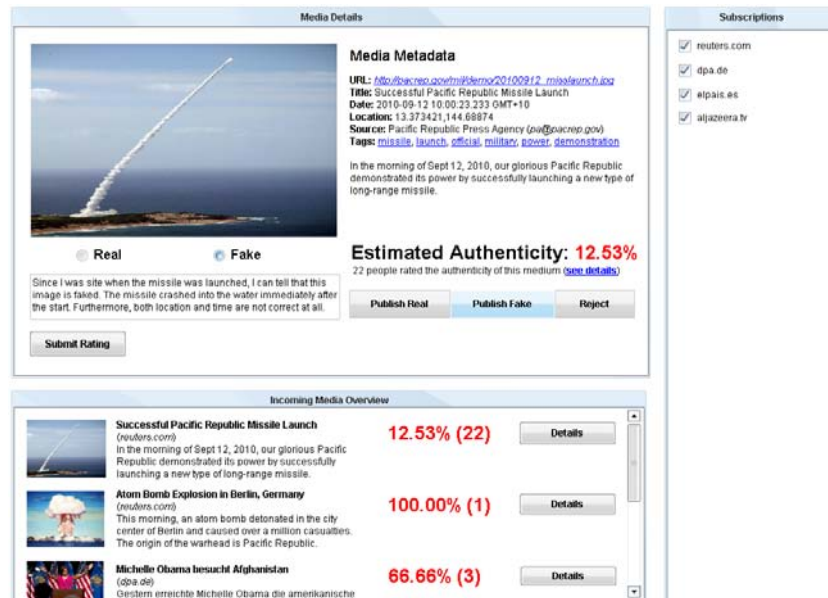 Media Details
Media Metadata
URL: http://pacrep.gov/mil/demo/20100912_misslaunch.jpg
Title: Successful Pacific Republic Missile Launch
Date: 2010-09-12 10:00:23.233 GMT+10
Location: 13.373421,144.68874
Source: Pacific Republic Press Agency (pa@pacrep.gov)
Tags: missile, launch, official, military, power, demonstration
In the morning of Sept 12, 2010, our glorious Pacific Republic
demonstrated its power by successfully launching a new type of
long-range missile.
Real
Fake
Since I was site when the missile was launched, I can tell that this
image is faked. The missile crashed into the water immediately after
the start. Furthermore, both location and time are not correct at all.
Submit Rating
Estimated Authenticity: 12.53%
22 people rated the authenticity of this medium (see details)
Publish Real
Publish Fake
Reject
Subscriptions
reuters.com
dpa.de
elpais.es
aljazeera.tv
Incoming Media Overview
Successful Pacific Republic Missile Launch
(reuters.com)
In the morning of Sept 12, 2010, our glorious Pacific
Republic demonstrated its power by successfully
launching a new type of long-range missile.
12.53% (22)
Details
Atom Bomb Explosion in Berlin, Germany
(reuters.com)
This morning, an atom bomb detonated in the city
center of Berlin and caused over a million casualties.
The origin of the warhead is Pacific Republic.
100.00% (1)
Details
Michelle Obama besucht Afghanistan
(dpa.de)
Gestern erreichte Michelle Obama die amerikanische
66.66% (3)
Details